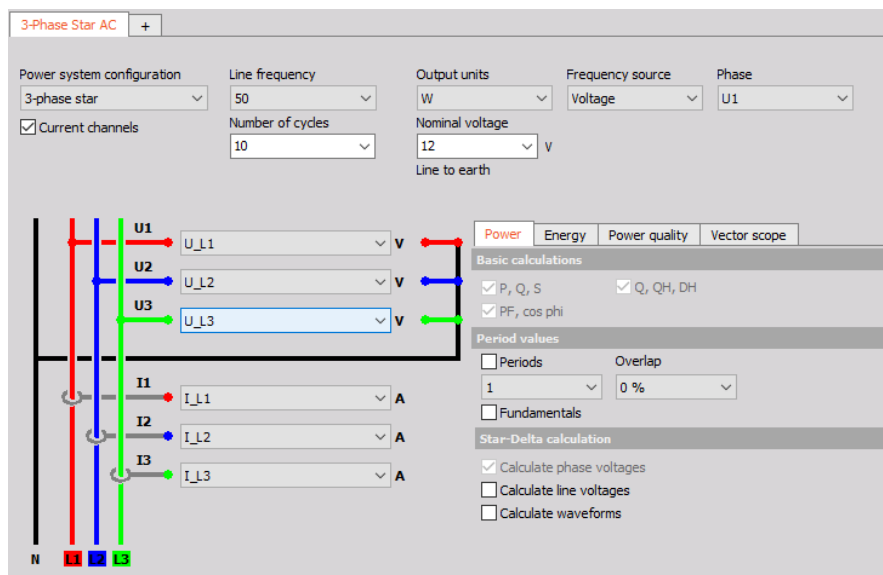 3-Phase Star AC +
Power system configuration Line frequency Output units Frequency source Phase
3-phase star 50 W Voltage U1
Current channels Number of cycles Nominal voltage
10 12 V
Line to earth
U1 U_L1 V
U2 U_L2 V
U3 U_L3 V
Power Energy Power quality Vector scope
Basic calculations
P, Q, S Q, QH, DH
PF, cos phi
Period values
Periods Overlap
1 0 %
Fundamentals
Star-Delta calculation
Calculate phase voltages
Calculate line voltages
Calculate waveforms
I1 I_L1 A
I2 I_L2 A
I3 I_L3 A
N L1 L2 L3